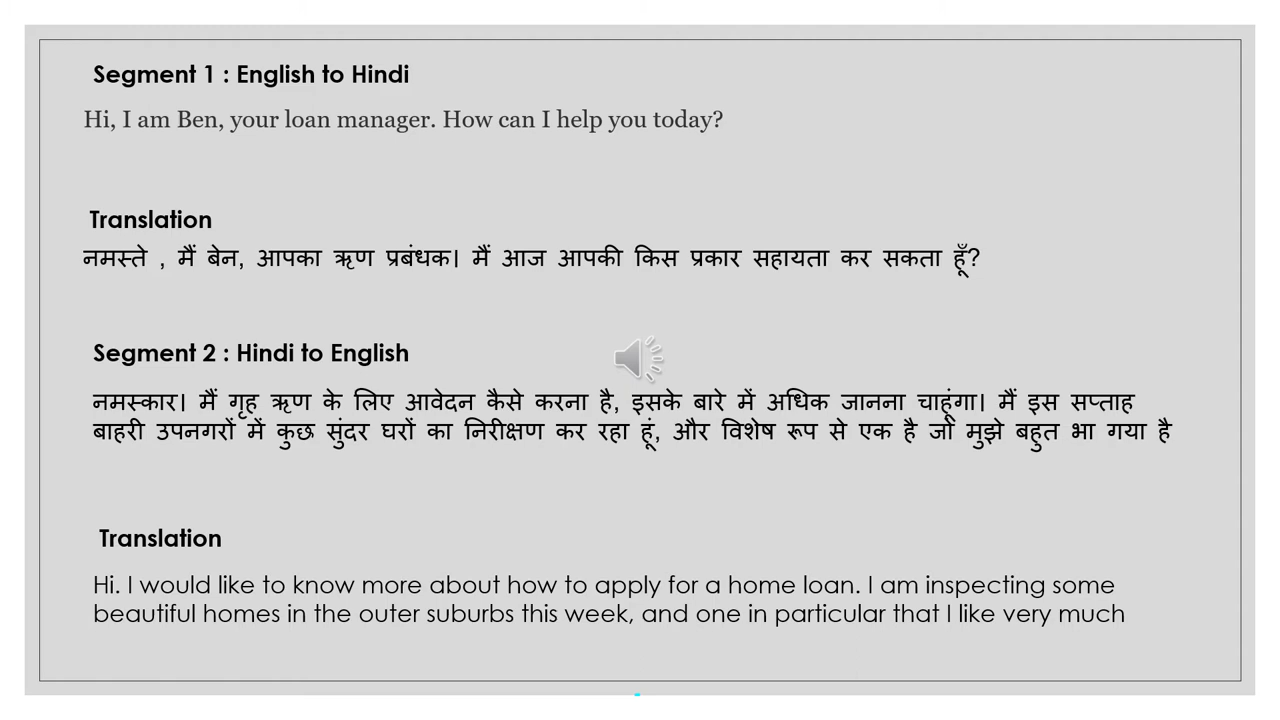 Segment 1 : English to Hindi
Hi, I am Ben, your loan manager. How can I help you today?
Translation
नमस्ते , मैं बेन, आपका ऋण प्रबंधक। मैं आज आपकी किस प्रकार सहायता कर सकता हूँ?
Segment 2 : Hindi to English
नमस्कार। मैं गृह ऋण के लिए आवेदन कैसे करना है, इसके बारे में अधिक जानना चाहूंगा। मैं इस सप्ताह
बाहरी उपनगरों में कुछ सुंदर घरों का निरीक्षण कर रहा हूं, और विशेष रूप से एक है जो मुझे बहुत भा गया है
Translation
Hi. I would like to know more about how to apply for a home loan. I am inspecting some
beautiful homes in the outer suburbs this week, and one in particular that I like very much